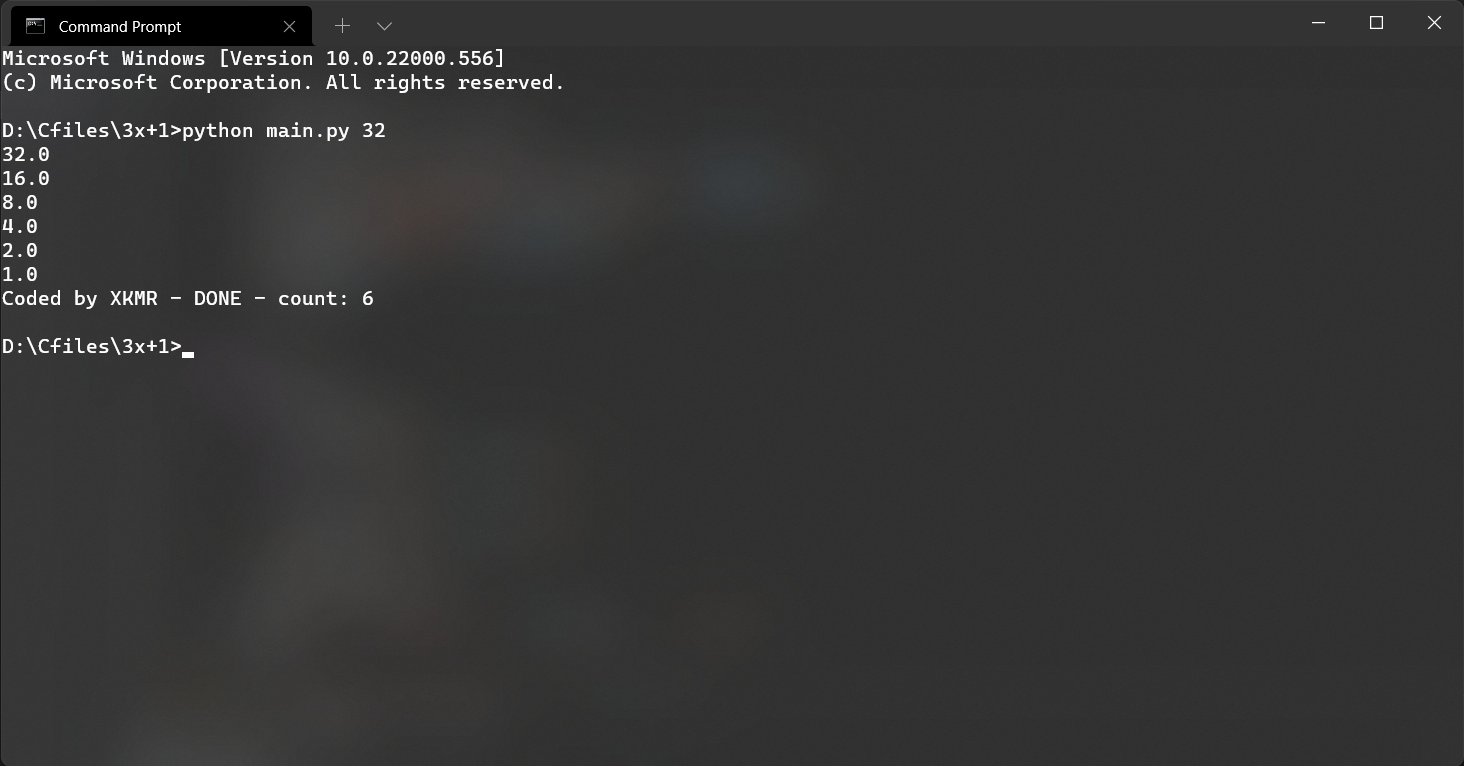 Command Prompt
Microsoft Windows [Version 10.0.22000.556]
(c) Microsoft Corporation. All rights reserved.
D:\Cfiles\3x+1>python main.py 32
32.0
16.0
8.0
4.0
2.0
1.0
Coded by XKMR - DONE - count: 6
D:\Cfiles\3x+1>